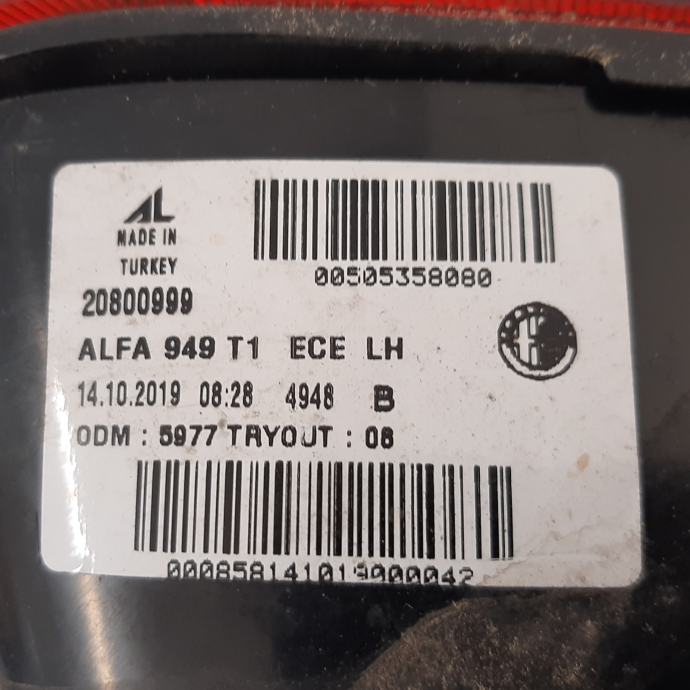 AL
MADE IN
TURKEY
00505358080
20800999
ALFA 949 T1 ECE LH
14.10.2019 08:28 4948 B
ODM : 5977 TRYOUT : 08
0008581410199000042